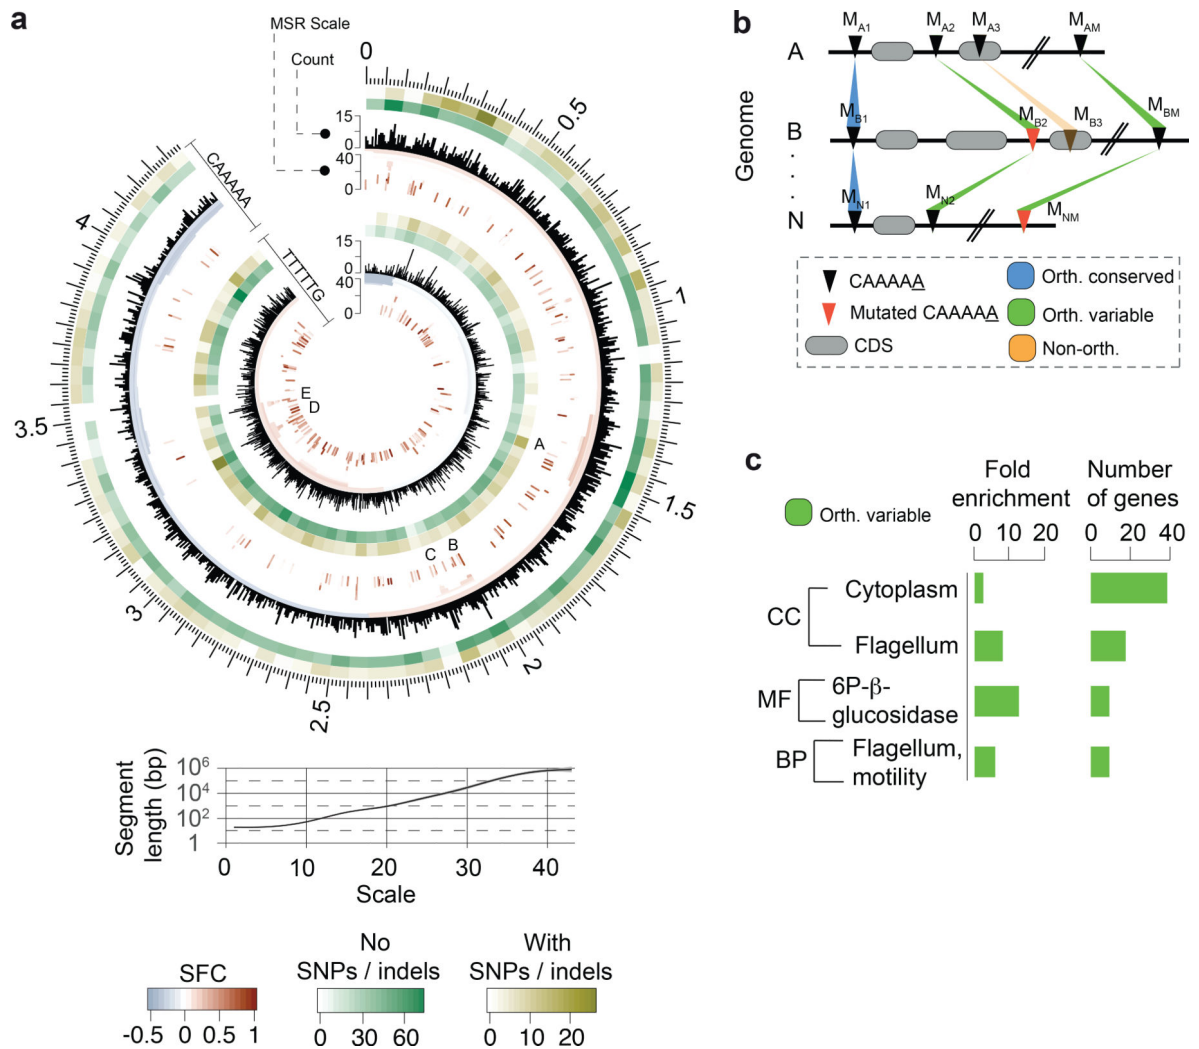 a
MSR Scale
Count
0
0.5
1
1.5
2
2.5
3
3.5
4
15
0
40
0
15
0
40
0
CAAAAA
TTTTTG
A
B
C
D
E
Segment
length (bp)
10^6
10^4
10^2
1
0 10 20 30 40
Scale
SFC
-0.5 0 0.5 1
No
SNPs / indels
0 30 60
With
SNPs / indels
0 10 20
b
Genome
M_A1 M_A2 M_A3 M_AM
A
M_B1 M_B2 M_B3 M_BM
B
M_N1 M_N2 M_NM
N
CAAAAA
Mutated CAAAAA
CDS
Orth. conserved
Orth. variable
Non-orth.
c
Orth. variable
Fold
enrichment
0 10 20
Number
of genes
0 20 40
CC
Cytoplasm
Flagellum
MF
6P-β-
glucosidase
BP
Flagellum,
motility